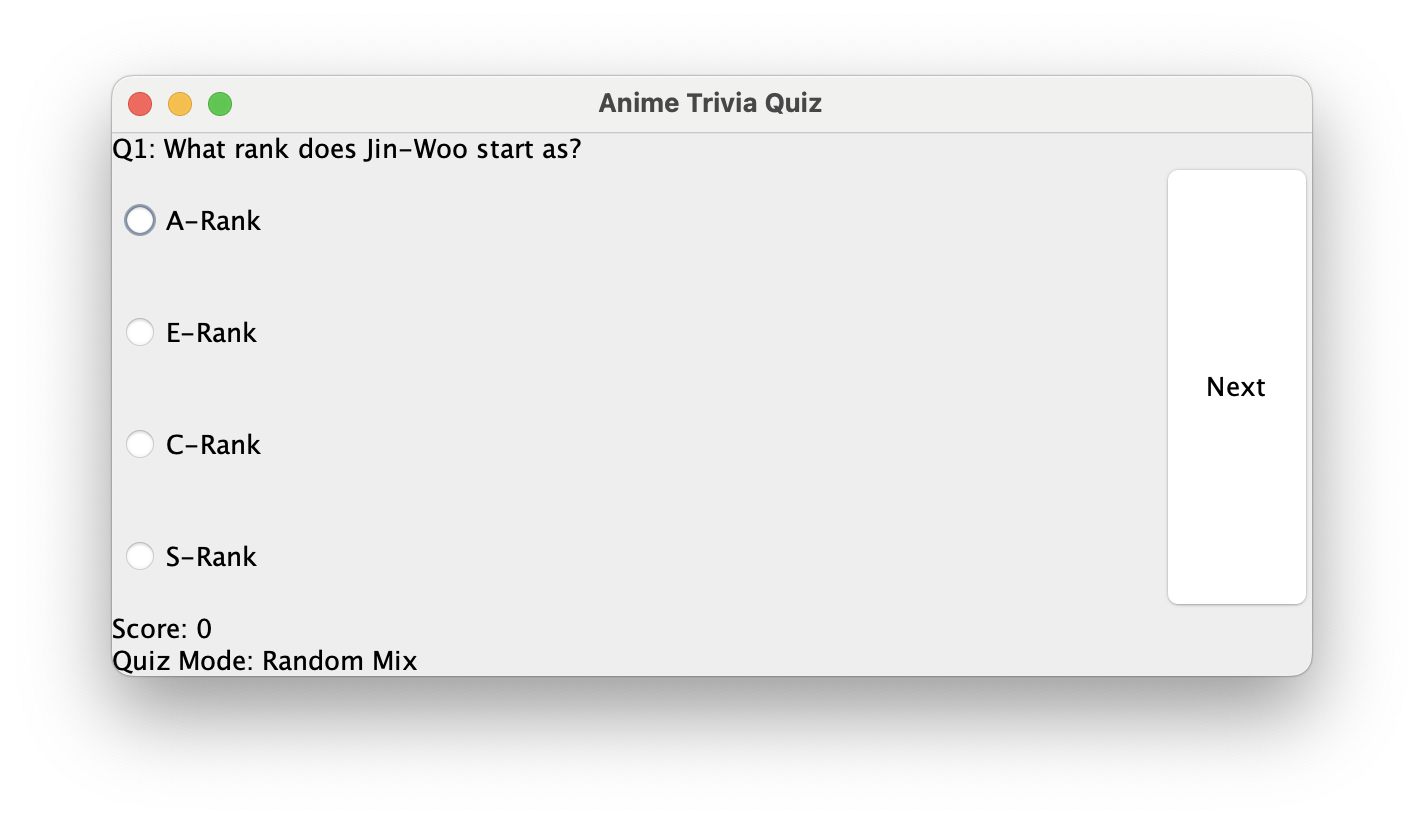 Anime Trivia Quiz
Q1: What rank does Jin-Woo start as?
A-Rank
E-Rank
C-Rank
S-Rank
Next
Score: 0
Quiz Mode: Random Mix